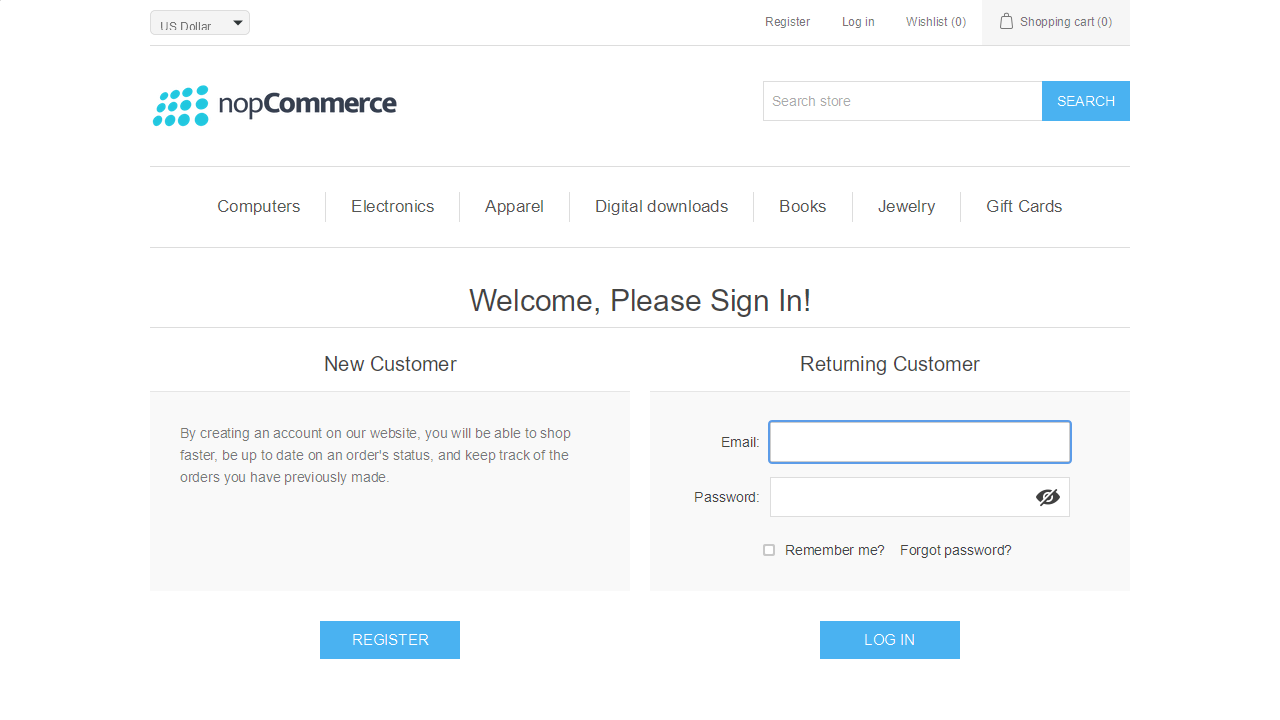 US Dollar
Register
Log in
Wishlist (0)
Shopping cart (0)
nopCommerce
Search store
SEARCH
Computers
Electronics
Apparel
Digital downloads
Books
Jewelry
Gift Cards
Welcome, Please Sign In!
New Customer
By creating an account on our website, you will be able to shop
faster, be up to date on an order's status, and keep track of the
orders you have previously made.
REGISTER
Returning Customer
Email:
Password:
Remember me?
Forgot password?
LOG IN